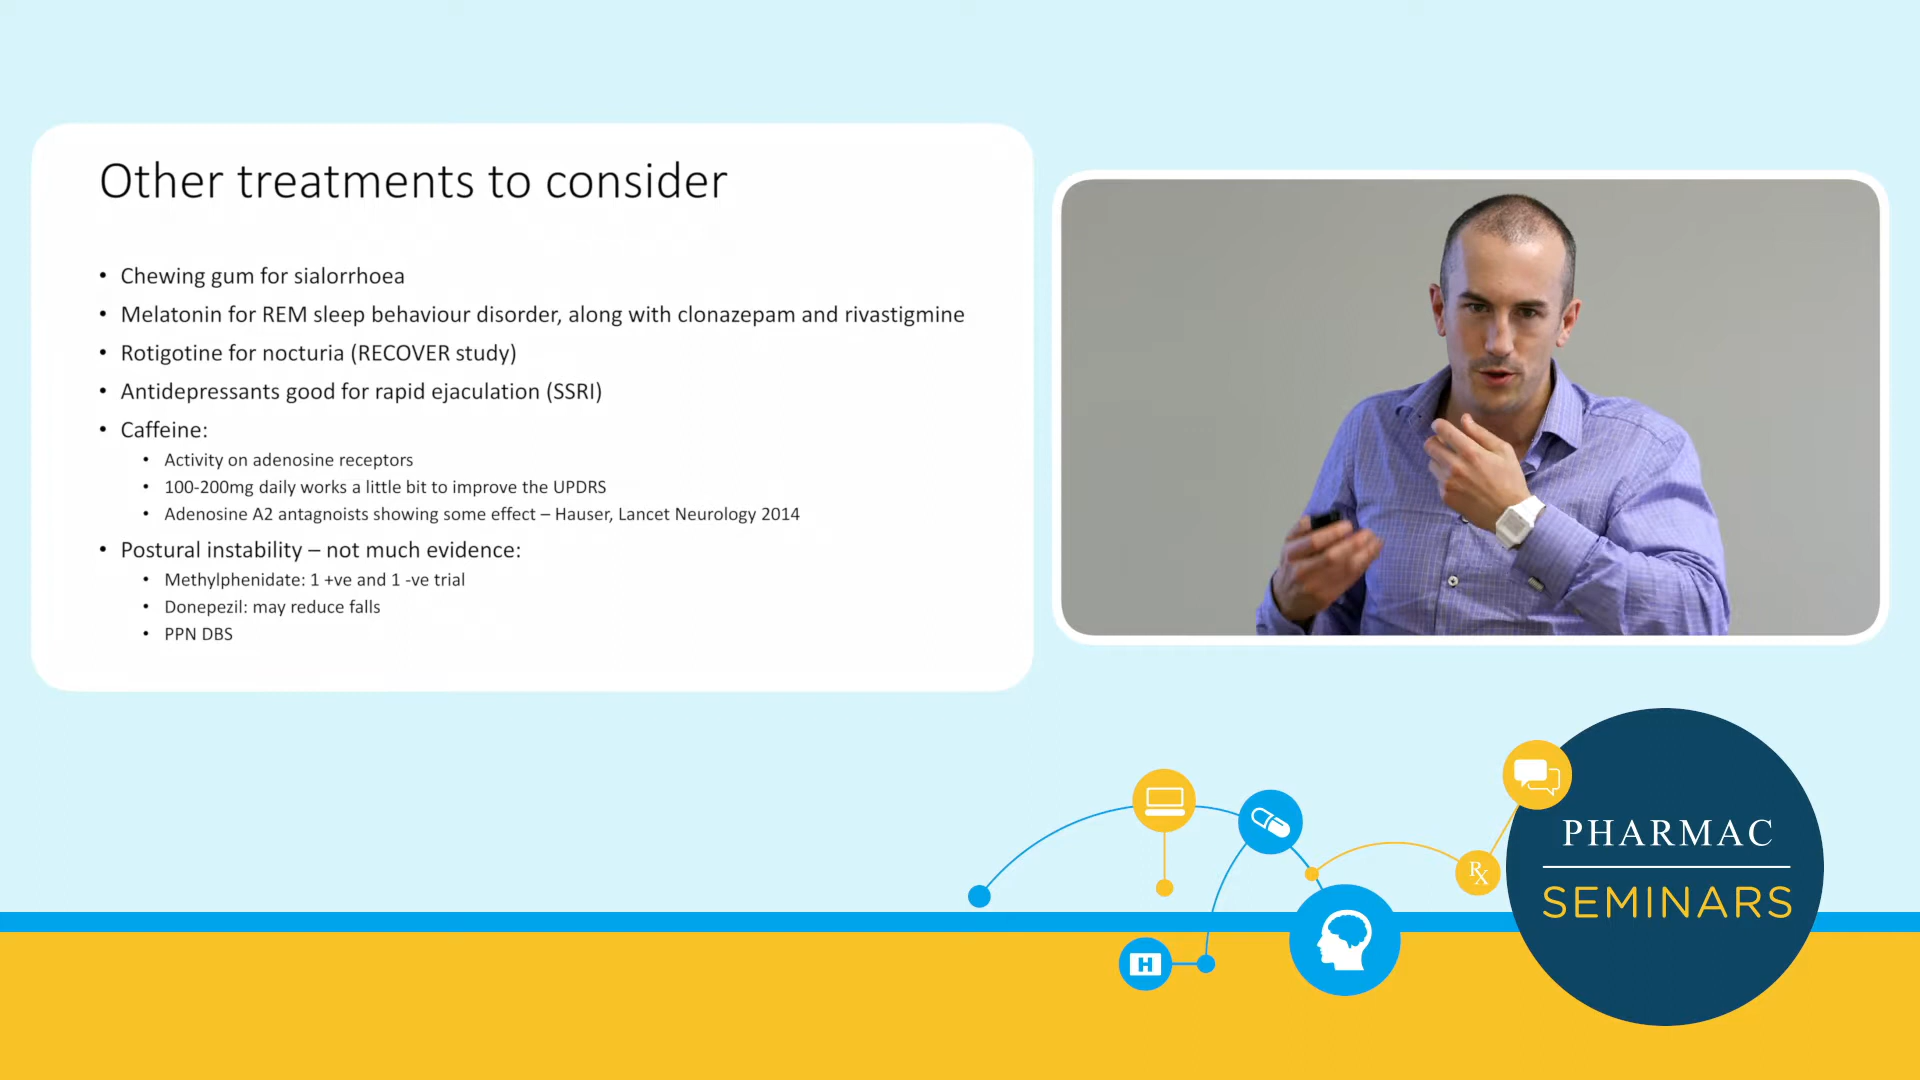 Other treatments to consider
• Chewing gum for sialorrhoea
• Melatonin for REM sleep behaviour disorder, along with clonazepam and rivastigmine
• Rotigotine for nocturia (RECOVER study)
• Antidepressants good for rapid ejaculation (SSRI)
• Caffeine:
• Activity on adenosine receptors
• 100-200mg daily works a little bit to improve the UPDRS
• Adenosine A2 antagnoists showing some effect – Hauser, Lancet Neurology 2014
• Postural instability – not much evidence:
• Methylphenidate: 1 +ve and 1 -ve trial
• Donepezil: may reduce falls
• PPN DBS
Rx
H
PHARMAC
SEMINARS